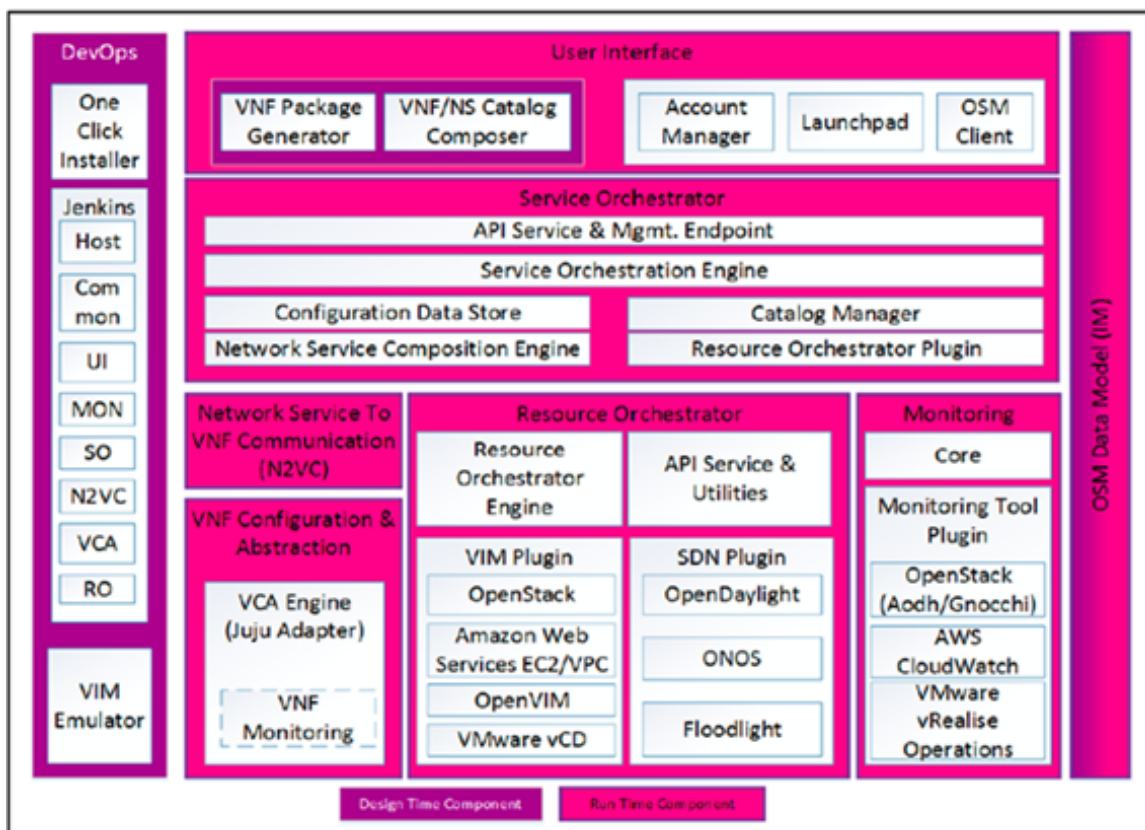 DevOps
One
Click
Installer
Jenkins
Host
Com
mon
UI
MON
SO
N2VC
VCA
RO
VIM
Emulator
User Interface
VNF Package
Generator
VNF/NS Catalog
Composer
Account
Manager
Launchpad
OSM
Client
Service Orchestrator
API Service & Mgmt. Endpoint
Service Orchestration Engine
Configuration Data Store
Catalog Manager
Network Service Composition Engine
Resource Orchestrator Plugin
Network Service To
VNF Communication
(N2VC)
VNF Configuration &
Abstraction
VCA Engine
(Juju Adapter)
VNF
Monitoring
Resource Orchestrator
Resource
Orchestrator
Engine
API Service &
Utilities
VIM Plugin
OpenStack
Amazon Web
Services EC2/VPC
OpenVIM
VMware vCD
SDN Plugin
OpenDaylight
ONOS
Floodlight
Monitoring
Core
Monitoring Tool
Plugin
OpenStack
(Aodh/Gnocchi)
AWS
CloudWatch
VMware
vRealise
Operations
OSM Data Model (IM)
Design Time Component
Run Time Component